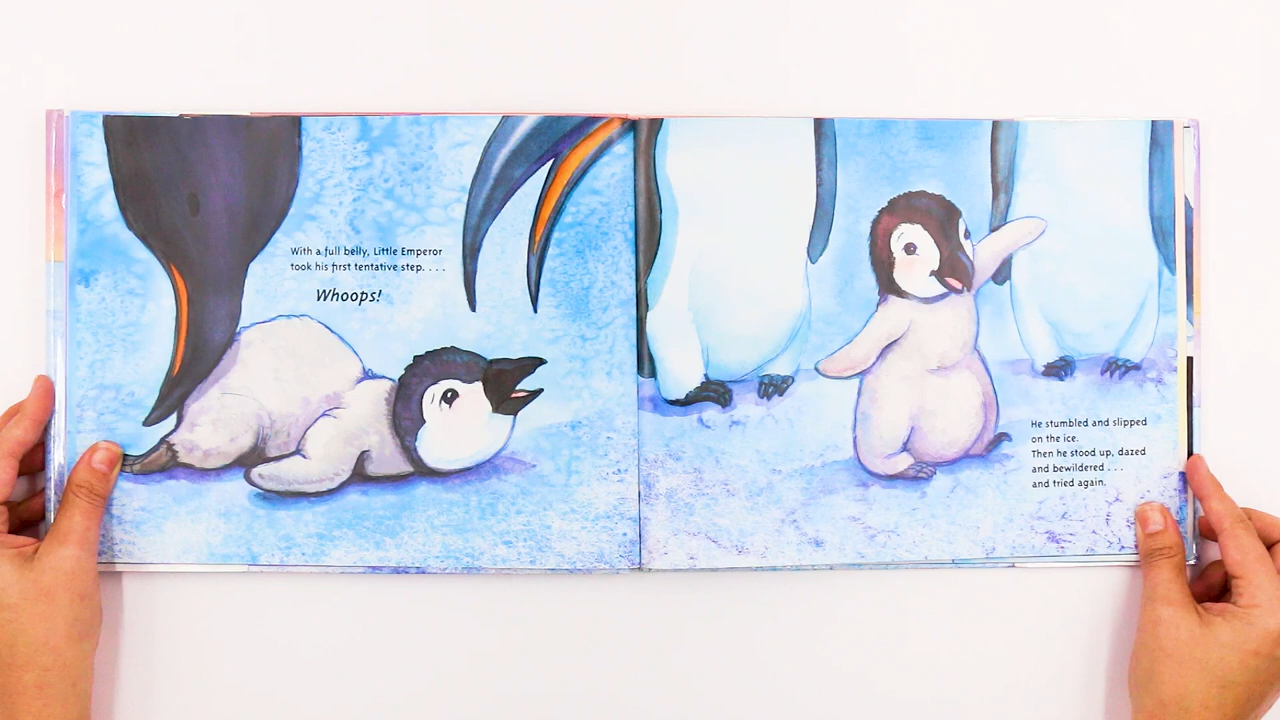 With a full belly, Little Emperor
took his first tentative step. . . .
Whoops!
He stumbled and slipped
on the ice.
Then he stood up, dazed
and bewildered . . .
and tried again.